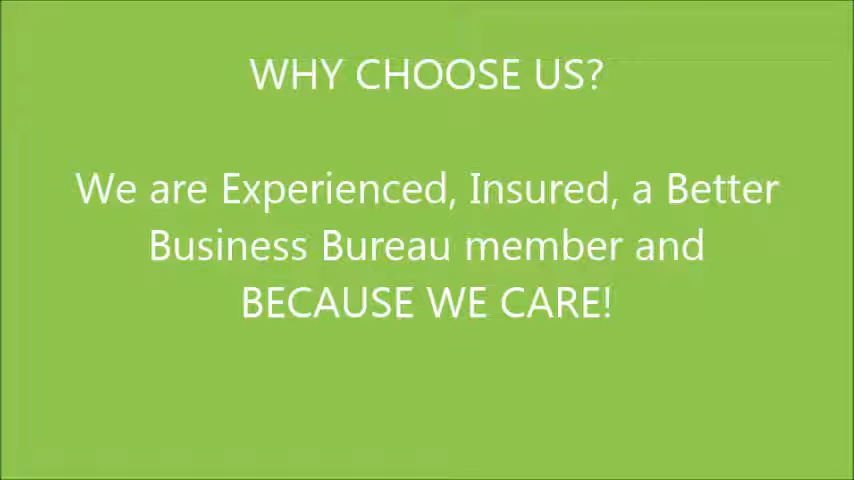 WHY CHOOSE US?
We are Experienced, Insured, a Better
Business Bureau member and
BECAUSE WE CARE!